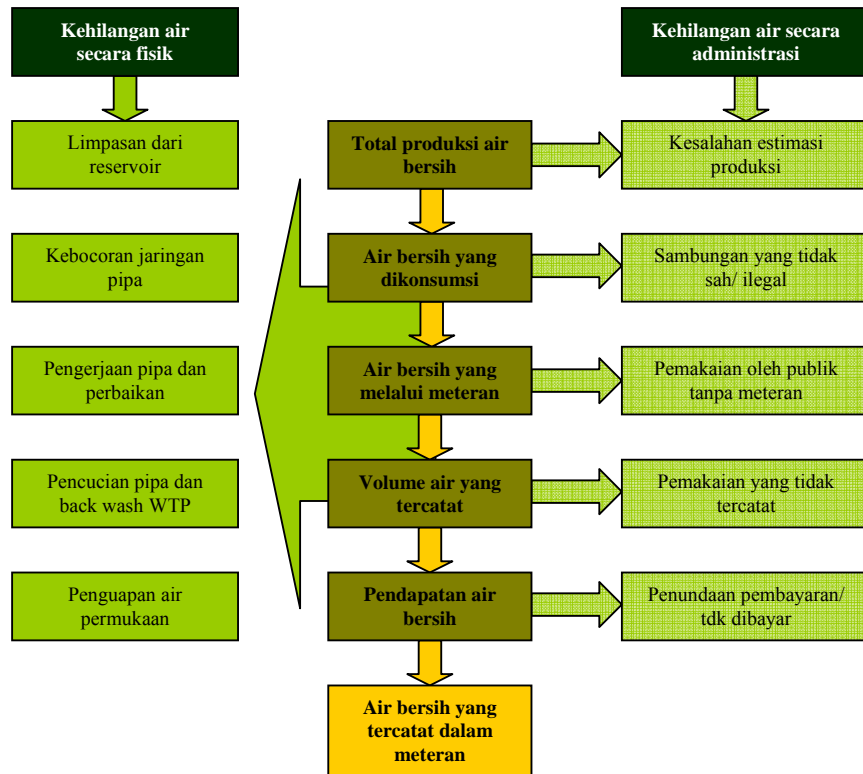 Kehilangan air
secara fisik
Kehilangan air secara
administrasi
Limpasan dari
reservoir
Total produksi air
bersih
Kesalahan estimasi
produksi
Kebocoran jaringan
pipa
Air bersih yang
dikonsumsi
Sambungan yang tidak
sah/ ilegal
Pengerjaan pipa dan
perbaikan
Air bersih yang
melalui meteran
Pemakaian oleh publik
tanpa meteran
Pencucian pipa dan
back wash WTP
Volume air yang
tercatat
Pemakaian yang tidak
tercatat
Penguapan air
permukaan
Pendapatan air
bersih
Penundaan pembayaran/
tdk dibayar
Air bersih yang
tercatat dalam
meteran